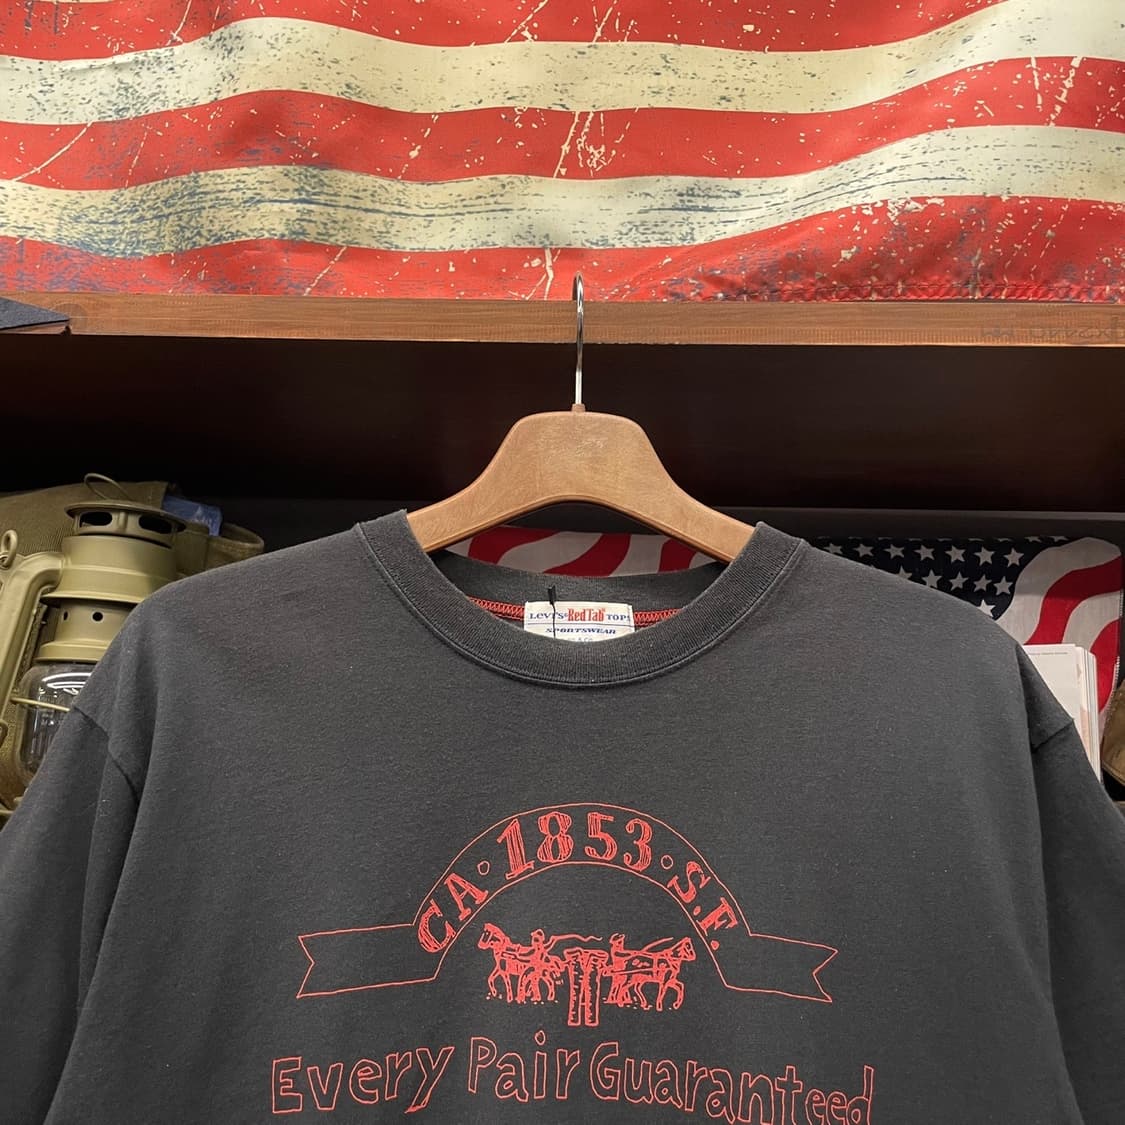 LEVI'S Red Tab TOPS
SPORTSWEAR
CA · 1853 · S.F.
Every Pair Guaranteed